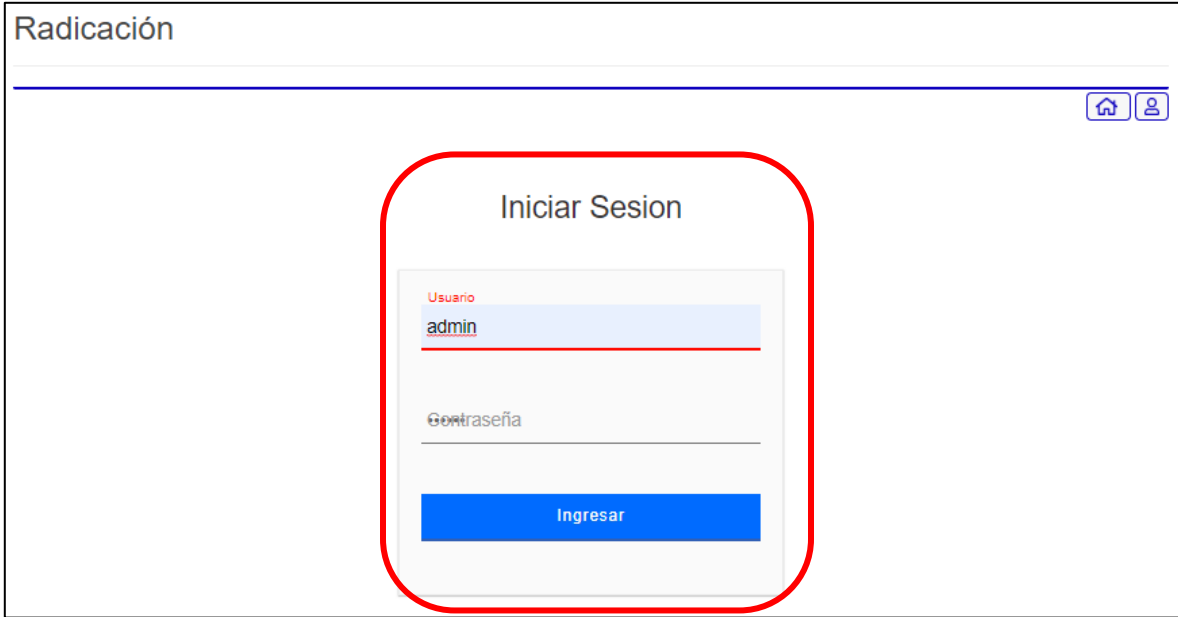 Radicación
Iniciar Sesion
Usuario
admin
Contraseña
Ingresar